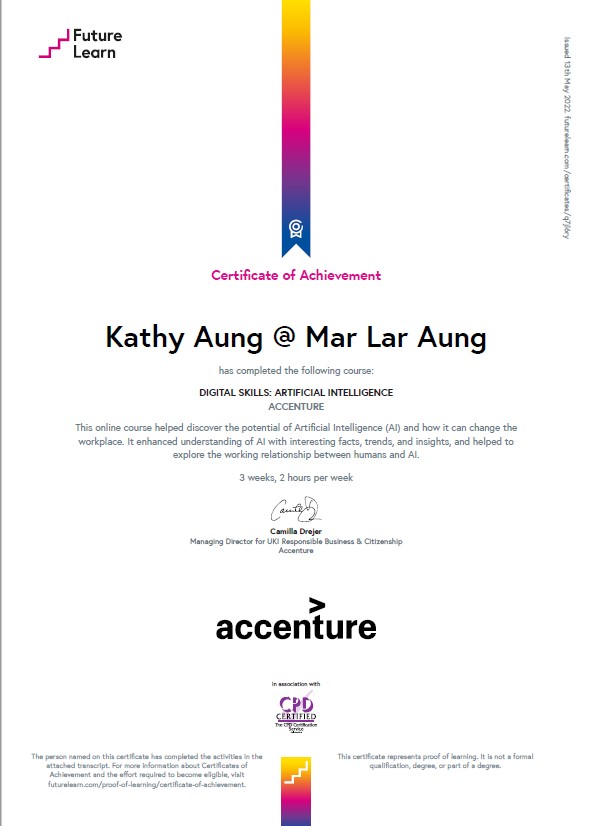 Future
Learn
Issued 13th May 2022. futurelearn.com/certificates/
Certificate of Achievement
Kathy Aung @ Mar Lar Aung
has completed the following course:
DIGITAL SKILLS: ARTIFICIAL INTELLIGENCE
ACCENTURE
This online course helped discover the potential of Artificial Intelligence (AI) and how it can change the
workplace. It enhanced understanding of AI with interesting facts, trends, and insights, and helped to
explore the working relationship between humans and AI.
3 weeks, 2 hours per week
Camilla Drejer
Managing Director for UKI Responsible Business & Citizenship
Accenture
accenture
in association with
CPD
CERTIFIED
The CPD Certification
Service
The person named on this certificate has completed the activities in the
attached transcript. For more information about Certificates of
Achievement and the effort required to become eligible, visit
futurelearn.com/proof-of-learning/certificate-of-achievement.
This certificate represents proof of learning. It is not a formal
qualification, degree, or part of a degree.